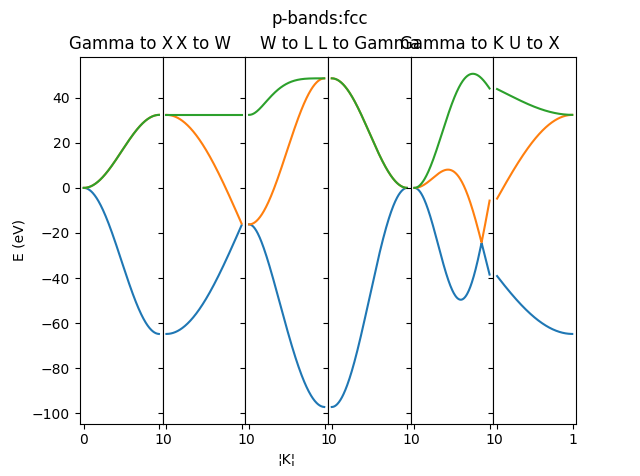 p-bands:fcc
Gamma to X X to W W to L L to Gamma Gamma to K U to X
40
20
0
−20
−40
−60
−80
−100
E (eV)
0 10 10 10 10 10 1
¦K¦